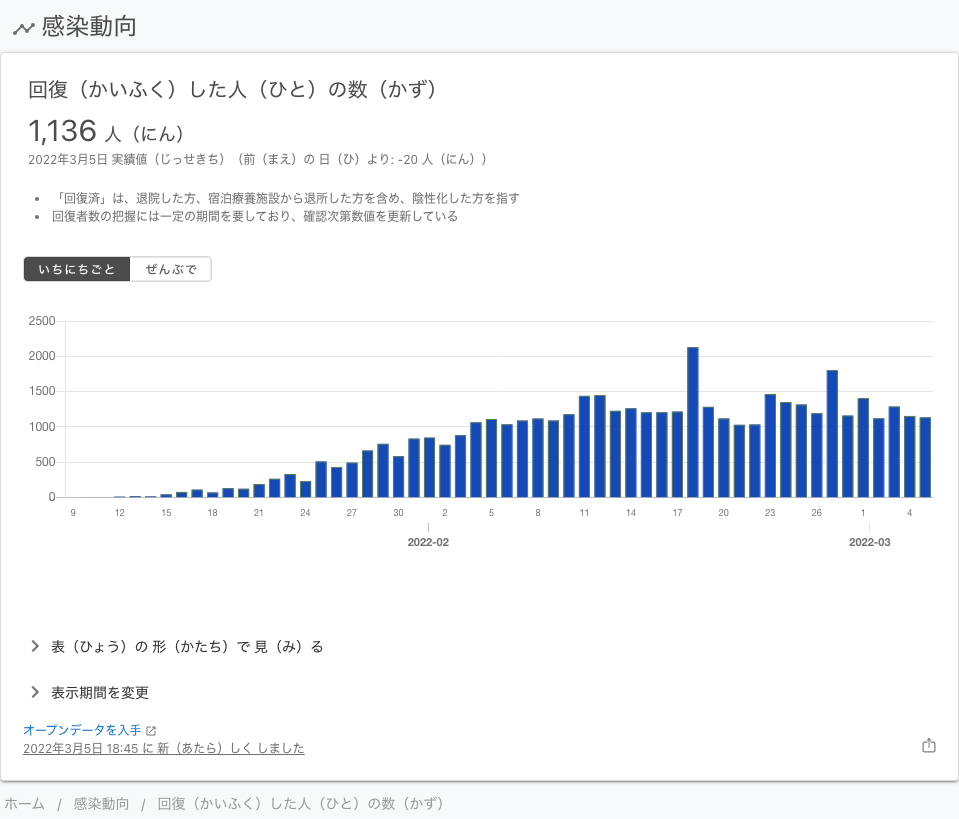 感染動向
回復（かいふく）した人（ひと）の数（かず）
1,136 人（にん）
2022年3月5日 実績値（じっせきち）（前（まえ）の 日（ひ）より: -20 人（にん））
• 「回復済」は、退院した方、宿泊療養施設から退所した方を含め、陰性化した方を指す
• 回復者数の把握には一定の期間を要しており、確認次第数値を更新している
いちにちごと ぜんぶで
2500
2000
1500
1000
500
0
9 12 15 18 21 24 27 30 2 5 8 11 14 17 20 23 26 1 4
2022-02 2022-03
表（ひょう）の 形（かたち）で 見（み）る
表示期間を変更
オープンデータを入手
2022年3月5日 18:45 に 新（あたら）しく しました
ホーム / 感染動向 / 回復（かいふく）した人（ひと）の数（かず）